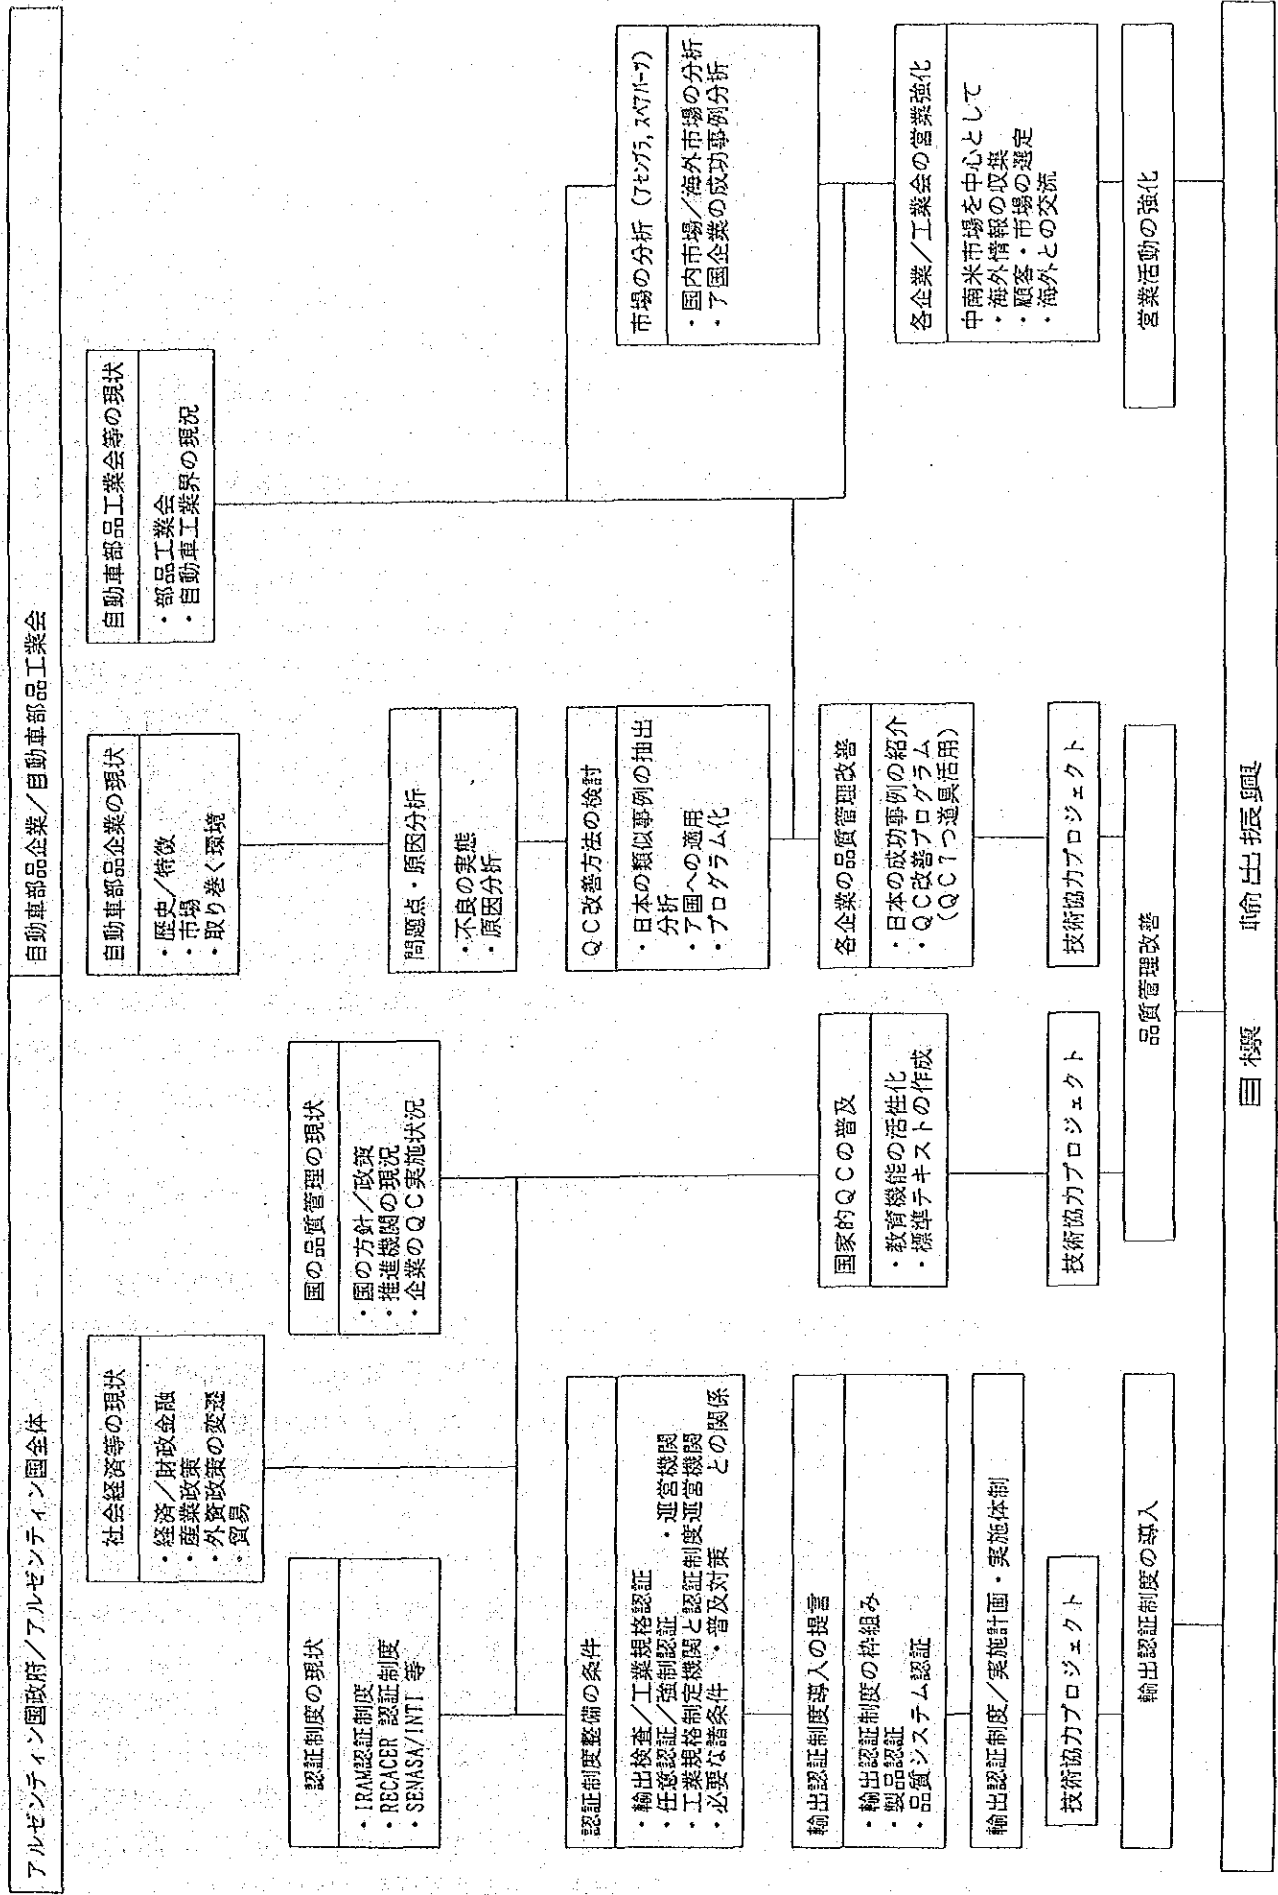 アルゼンティン国政府/アルゼンティン国全体
自動車部品企業/自動車部品工業会
社会経済等の現状
・経済/財政金融
・産業政策
・外資政策の変遷
・貿易
認証制度の現状
・IRAM認証制度
・RECACER 認証制度
・SENASA/INTI 等
国の品質管理の現状
・国の方針/政策
・推進機関の現況
・企業のQC実施状況
認証制度整備の条件
・輸出検査/工業規格認証
・任意認証/強制認証 ・運営機関
・工業規格制定機関と認証制度運営機関との関係
・必要な諸条件 ・普及対策
輸出認証制度導入の提言
・輸出認証制度の枠組み
・製品認証
・品質システム認証
輸出認証制度/実施計画・実施体制
技術協力プロジェクト
輸出認証制度の導入
国家的QCの普及
・教育機能の活性化
・標準テキストの作成
技術協力プロジェクト
自動車部品企業の現状
・歴史/特徴
・市場
・取り巻く環境
問題点・原因分析
・不良の実態
・原因分析
QC改善方法の検討
・日本の類似事例の抽出
分析
・ア国への適用
・プログラム化
各企業の品質管理改善
・日本の成功事例の紹介
・QC改善プログラム
(QC7つ道具活用)
技術協力プロジェクト
品質管理改善
自動車部品工業会等の現状
・部品工業会
・自動車工業界の現況
市場の分析 (アセンブラ,スペアパーツ)
・国内市場/海外市場の分析
・ア国企業の成功事例分析
各企業/工業会の営業強化
中南米市場を中心として
・海外情報の収集
・顧客・市場の選定
・海外との交流
営業活動の強化
目標 輸出振興